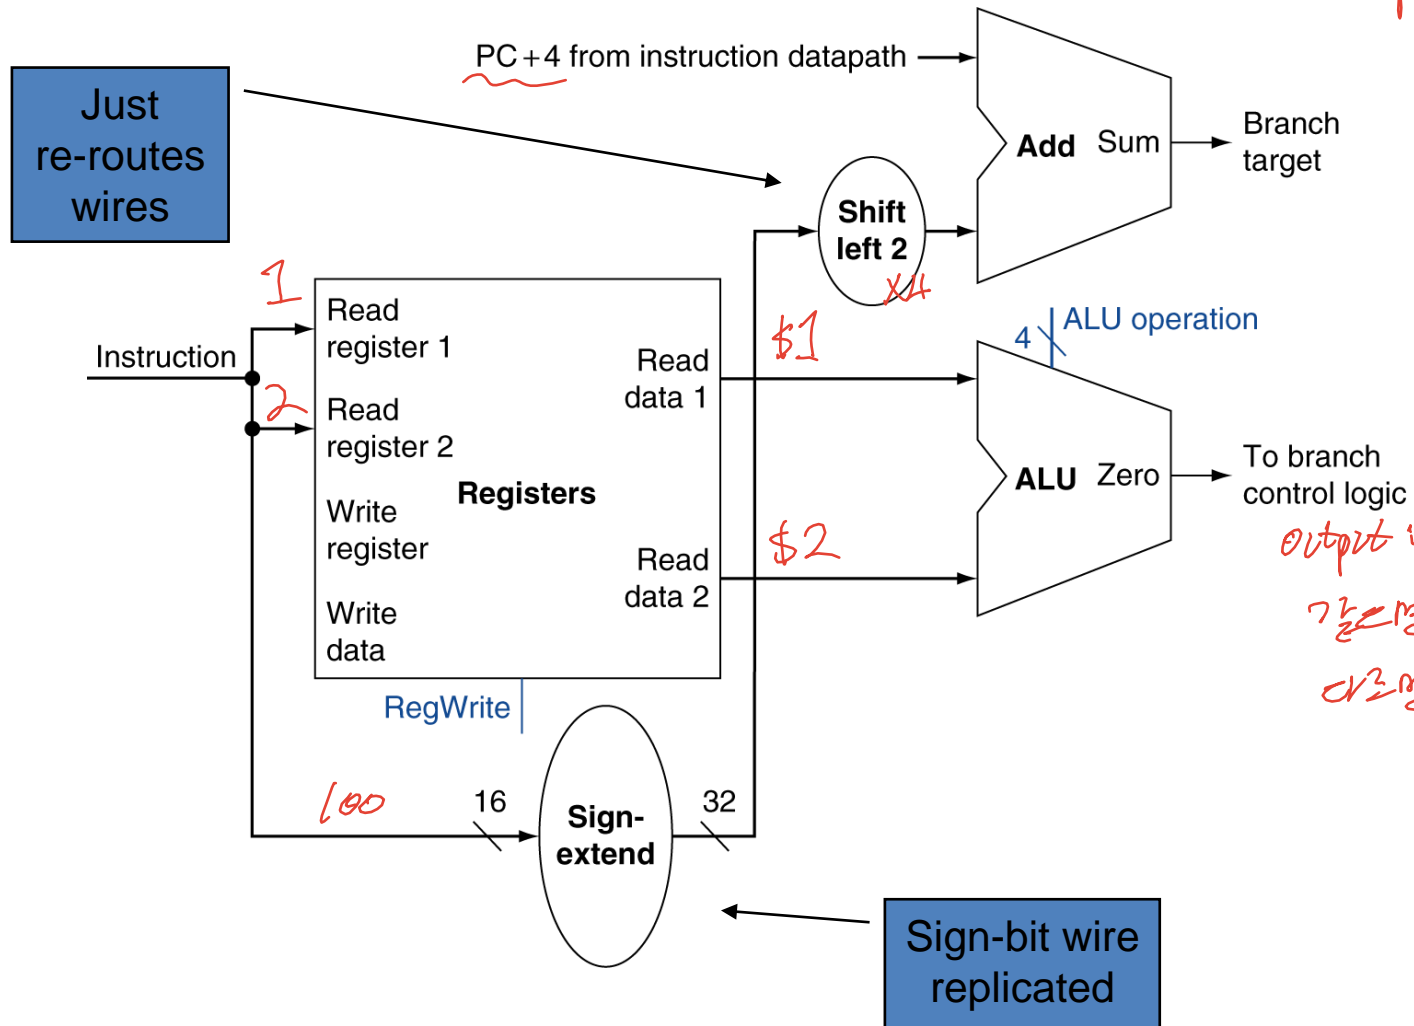 PC+4 from instruction datapath
Just
re-routes
wires
Add Sum
Branch
target
Shift
left 2
x4
1
Read
register 1
$1
4
ALU operation
Instruction
Read
data 1
2
Read
register 2
Registers
ALU Zero
To branch
control logic
Write
register
$2
output
Read
data 2
Write
data
RegWrite
100
16
32
Sign-
extend
Sign-bit wire
replicated